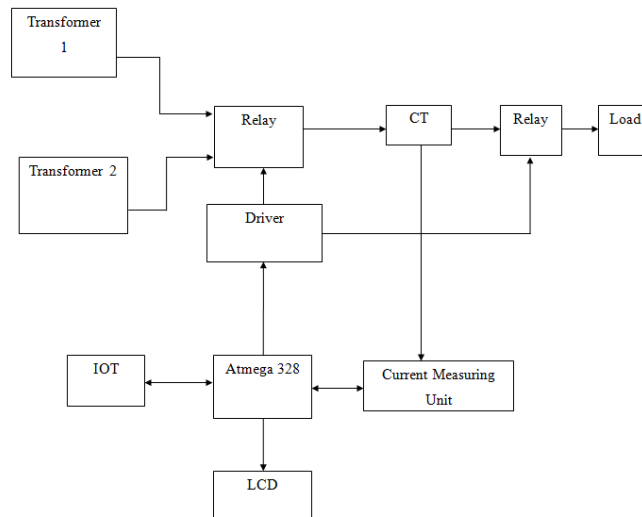 Transformer
1
Relay
CT
Relay
Load
Transformer 2
Driver
IOT
Atmega 328
Current Measuring
Unit
LCD